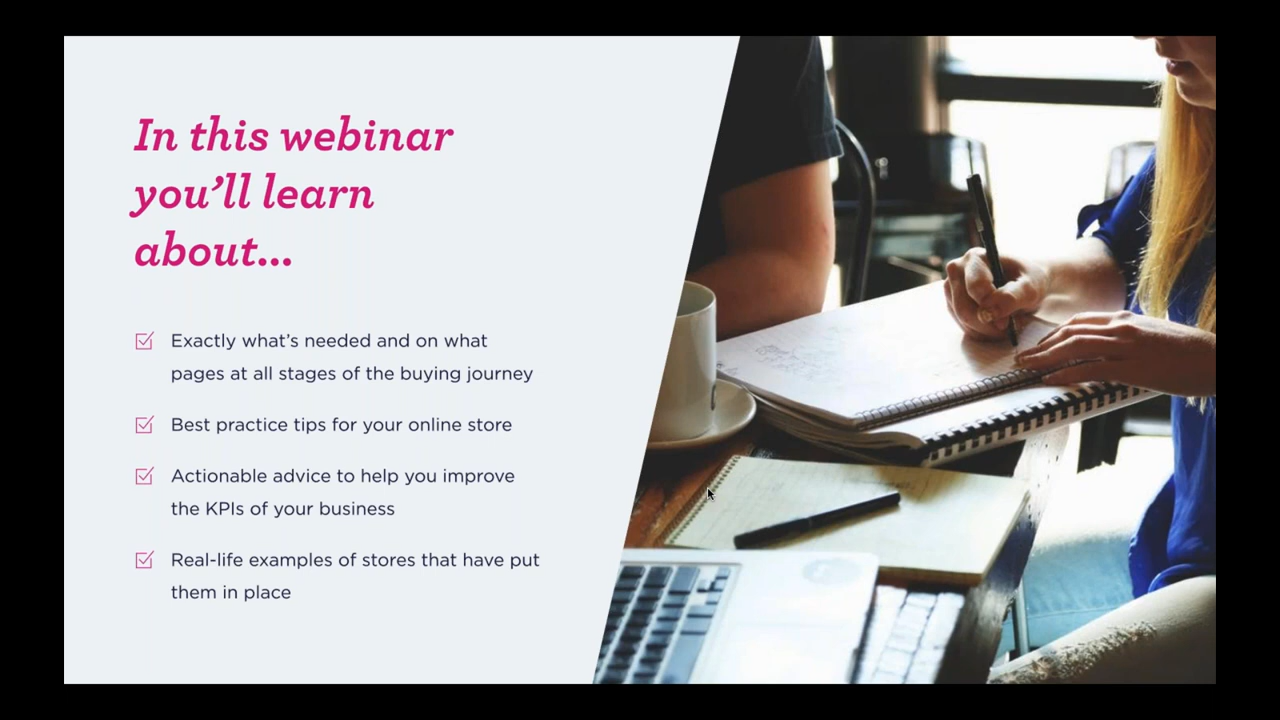 In this webinar
you’ll learn
about...
Exactly what’s needed and on what
pages at all stages of the buying journey
Best practice tips for your online store
Actionable advice to help you improve
the KPIs of your business
Real-life examples of stores that have put
them in place